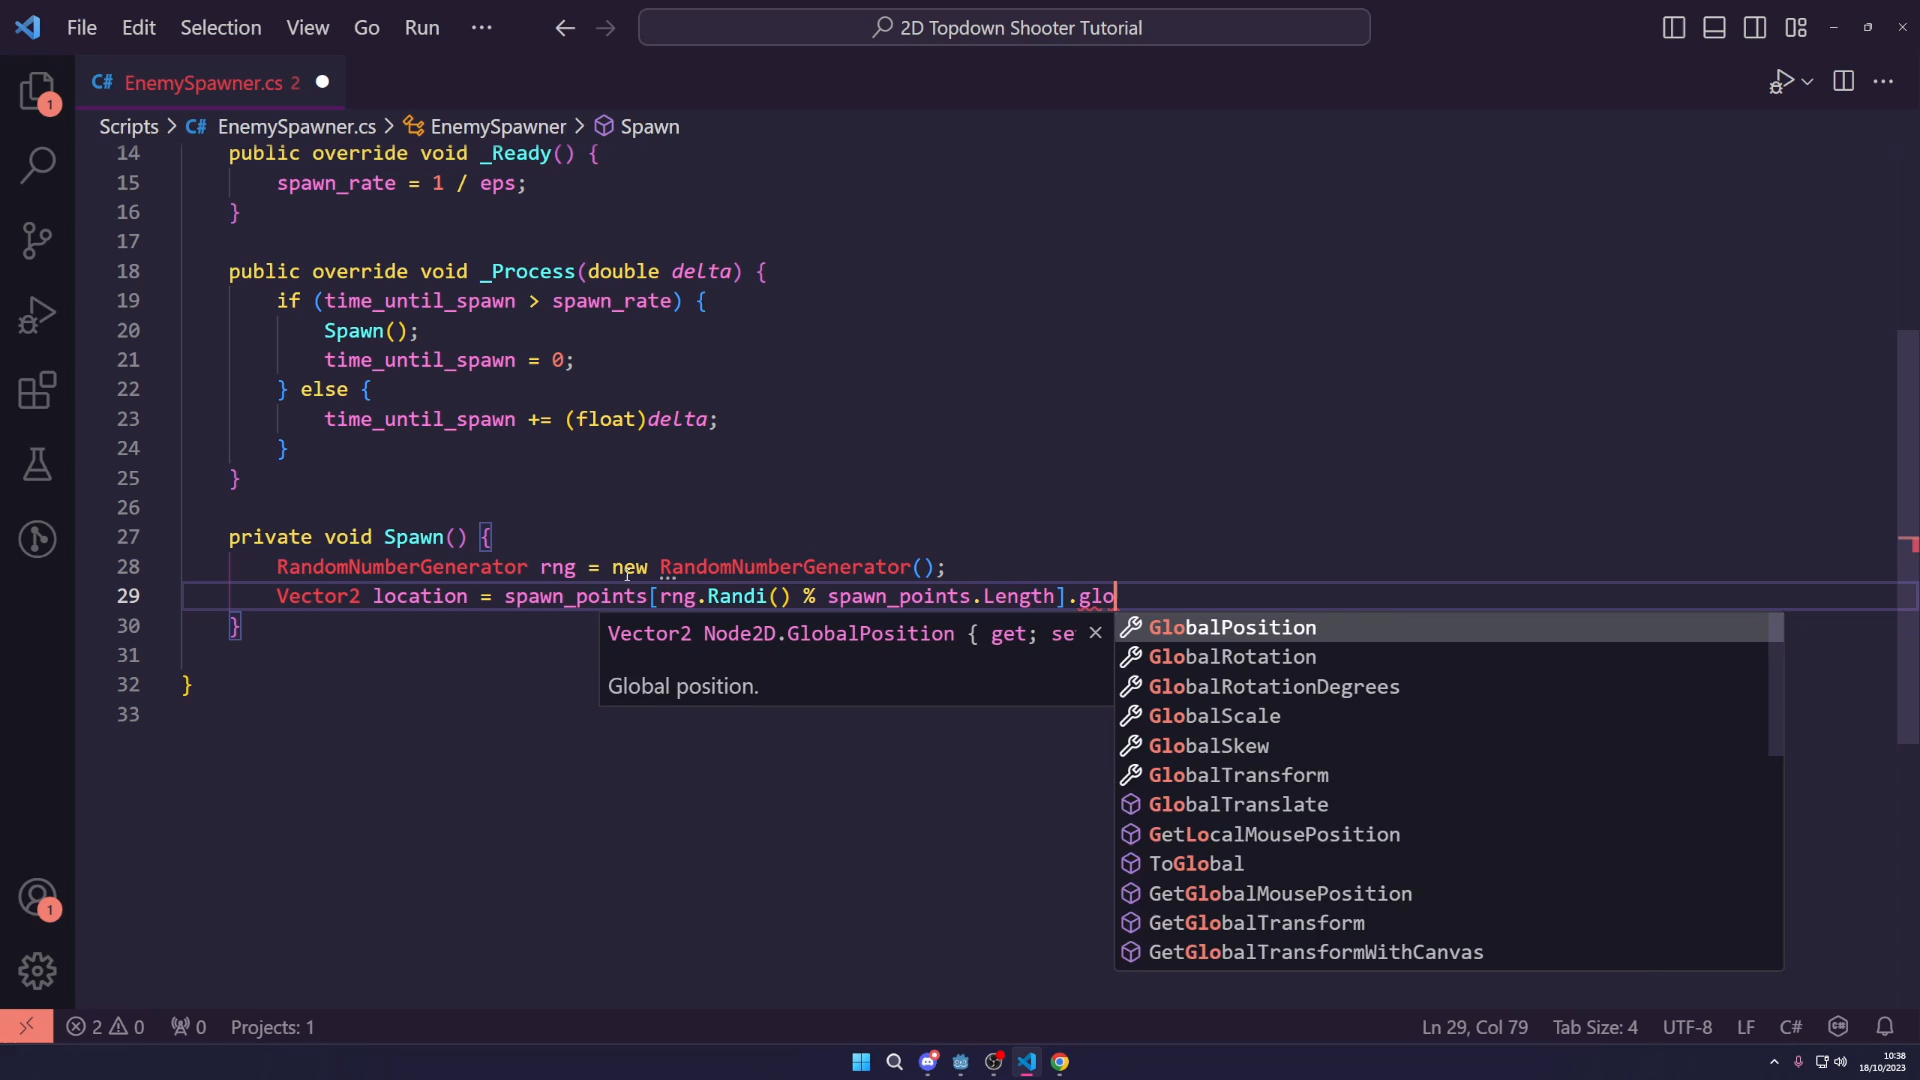 File Edit Selection View Go Run ··· 2D Topdown Shooter Tutorial
C# EnemySpawner.cs 2
Scripts > C# EnemySpawner.cs > EnemySpawner > Spawn
14 public override void _Ready() {
15 spawn_rate = 1 / eps;
16 }
17
18 public override void _Process(double delta) {
19 if (time_until_spawn > spawn_rate) {
20 Spawn();
21 time_until_spawn = 0;
22 } else {
23 time_until_spawn += (float)delta;
24 }
25 }
26
27 private void Spawn() {
28 RandomNumberGenerator rng = new RandomNumberGenerator();
29 Vector2 location = spawn_points[rng.Randi() % spawn_points.Length].glo
30 }
31
32 }
33
Vector2 Node2D.GlobalPosition { get; se
Global position.
GlobalPosition
GlobalRotation
GlobalRotationDegrees
GlobalScale
GlobalSkew
GlobalTransform
GlobalTranslate
GetLocalMousePosition
ToGlobal
GetGlobalMousePosition
GetGlobalTransform
GetGlobalTransformWithCanvas
1
1
2 0 0 Projects: 1 Ln 29, Col 79 Tab Size: 4 UTF-8 LF C#
10:38
18/10/2023